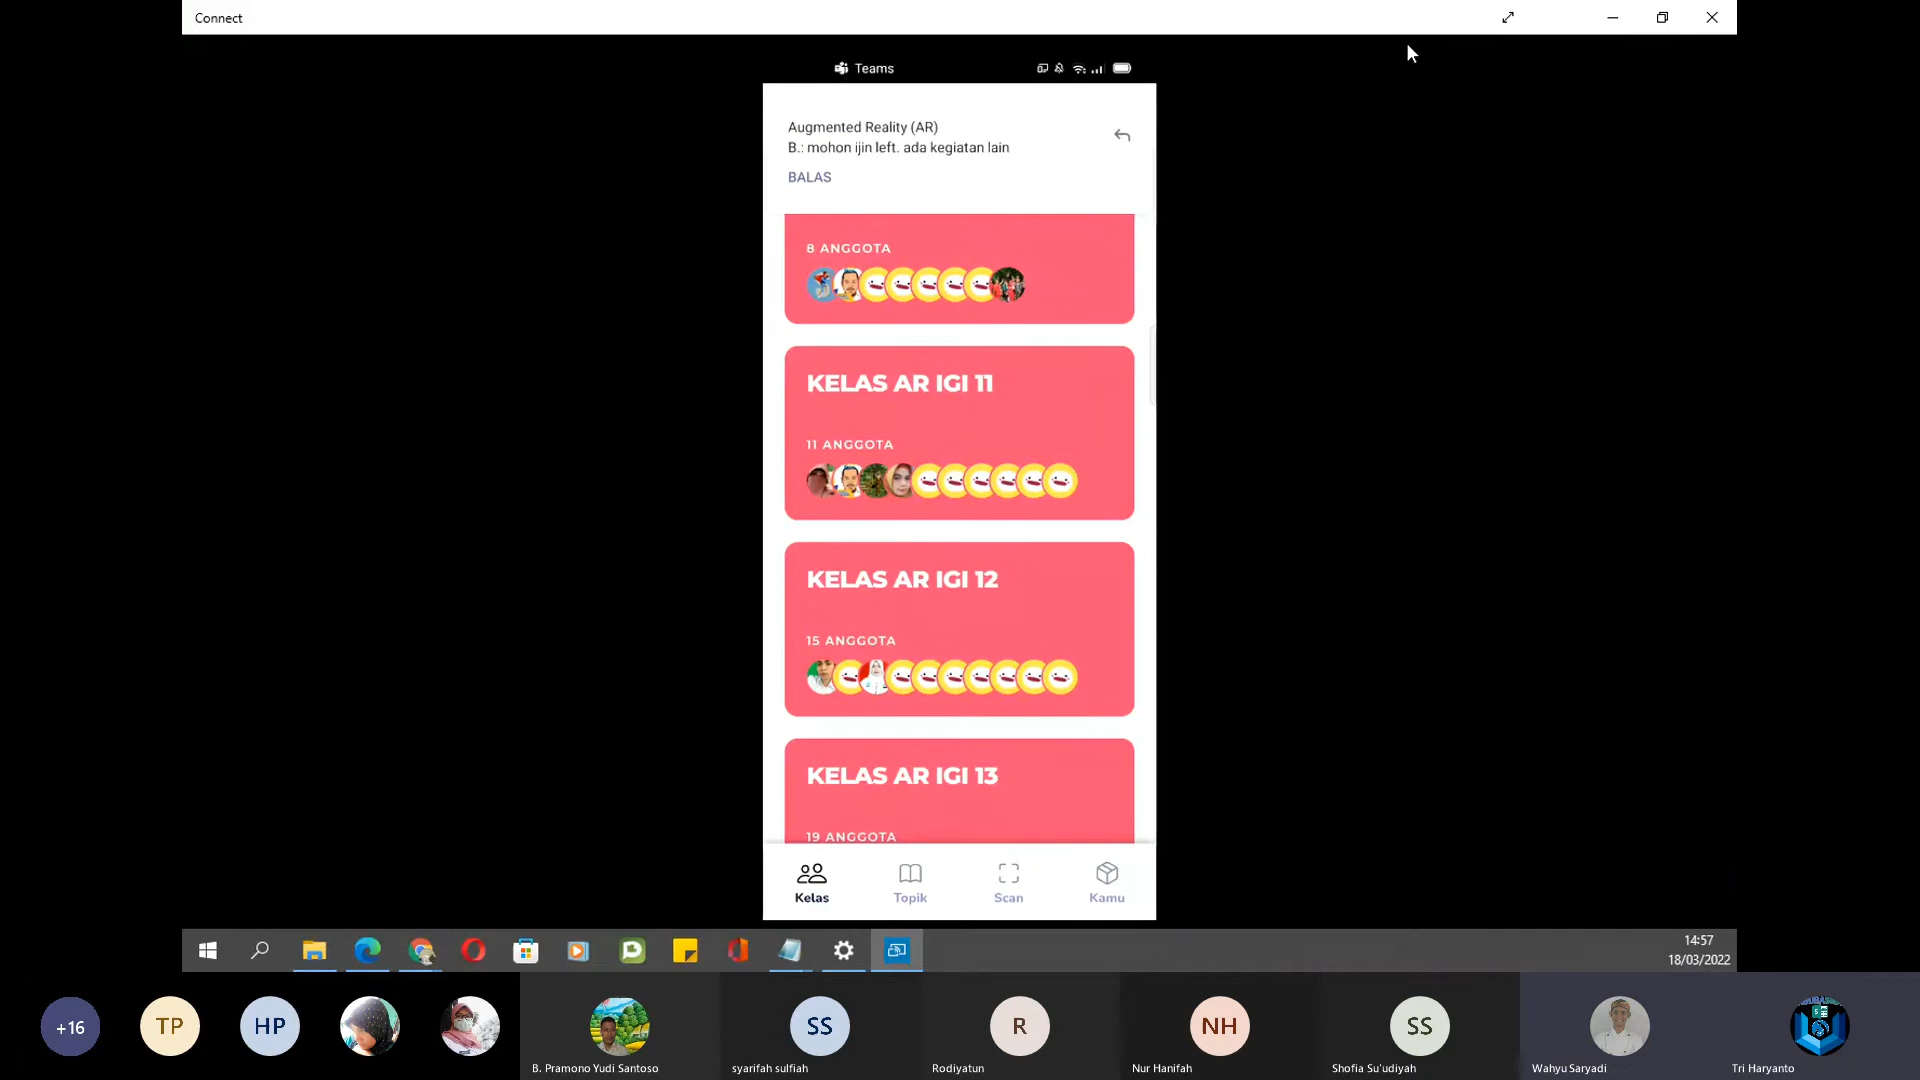 Connect
Teams
Augmented Reality (AR)
B.: mohon ijin left. ada kegiatan lain
BALAS
8 ANGGOTA
KELAS AR IGI 11
11 ANGGOTA
KELAS AR IGI 12
15 ANGGOTA
KELAS AR IGI 13
19 ANGGOTA
Kelas
Topik
Scan
Kamu
14:57
18/03/2022
+16
TP
HP
SS
R
NH
SS
B. Pramono Yudi Santoso
syarifah sulfiah
Rodiyatun
Nur Hanifah
Shofia Su'udiyah
Wahyu Saryadi
Tri Haryanto